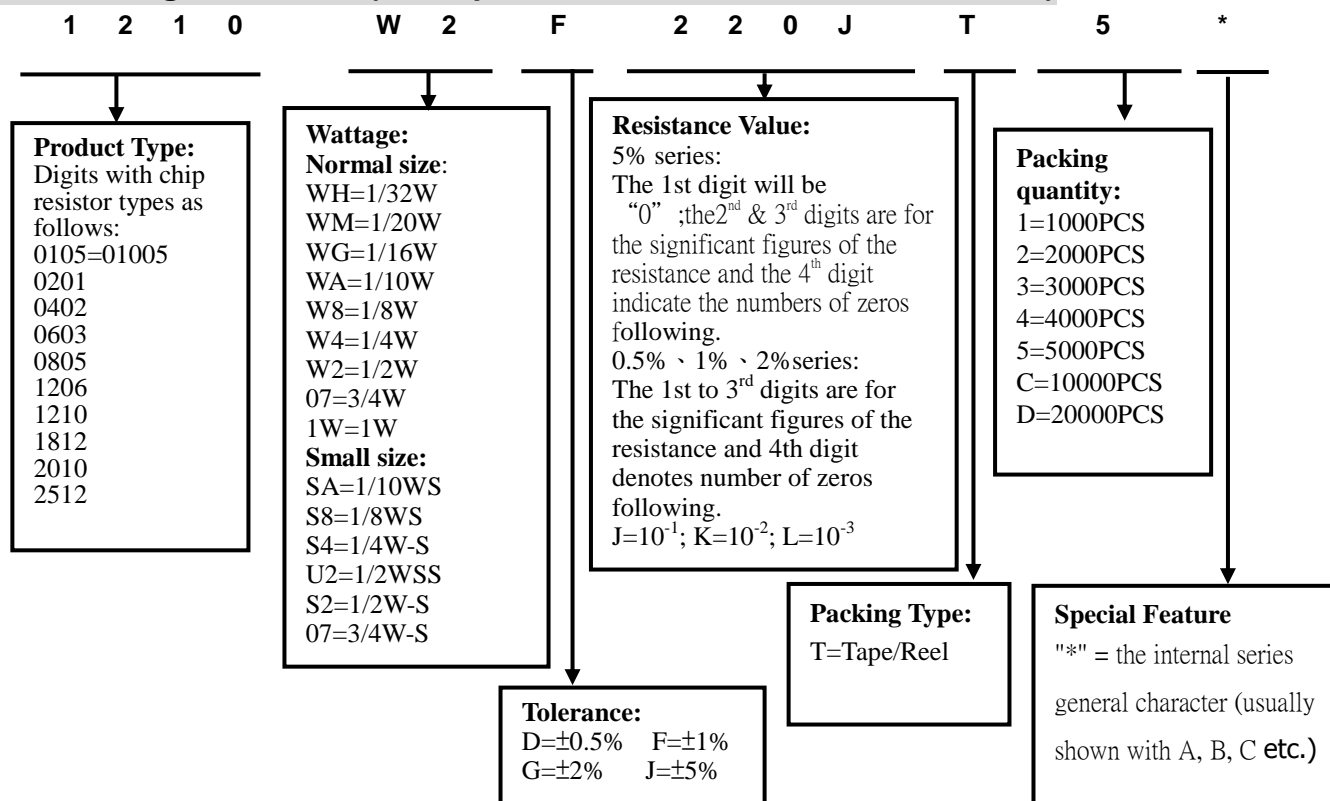 1 2 1 0 W 2 F 2 2 0 J T 5 *
Product Type:
Digits with chip
resistor types as
follows:
0105=01005
0201
0402
0603
0805
1206
1210
1812
2010
2512
Wattage:
Normal size:
WH=1/32W
WM=1/20W
WG=1/16W
WA=1/10W
W8=1/8W
W4=1/4W
W2=1/2W
07=3/4W
1W=1W
Small size:
SA=1/10WS
S8=1/8WS
S4=1/4W-S
U2=1/2WSS
S2=1/2W-S
07=3/4W-S
Resistance Value:
5% series:
The 1st digit will be
“0” ;the2nd & 3rd digits are for
the significant figures of the
resistance and the 4th digit
indicate the numbers of zeros
following.
0.5%、1%、2%series:
The 1st to 3rd digits are for
the significant figures of the
resistance and 4th digit
denotes number of zeros
following.
J=10-1; K=10-2; L=10-3
Packing
quantity:
1=1000PCS
2=2000PCS
3=3000PCS
4=4000PCS
5=5000PCS
C=10000PCS
D=20000PCS
Tolerance:
D=±0.5% F=±1%
G=±2% J=±5%
Packing Type:
T=Tape/Reel
Special Feature
"*" = the internal series
general character (usually
shown with A, B, C etc.)